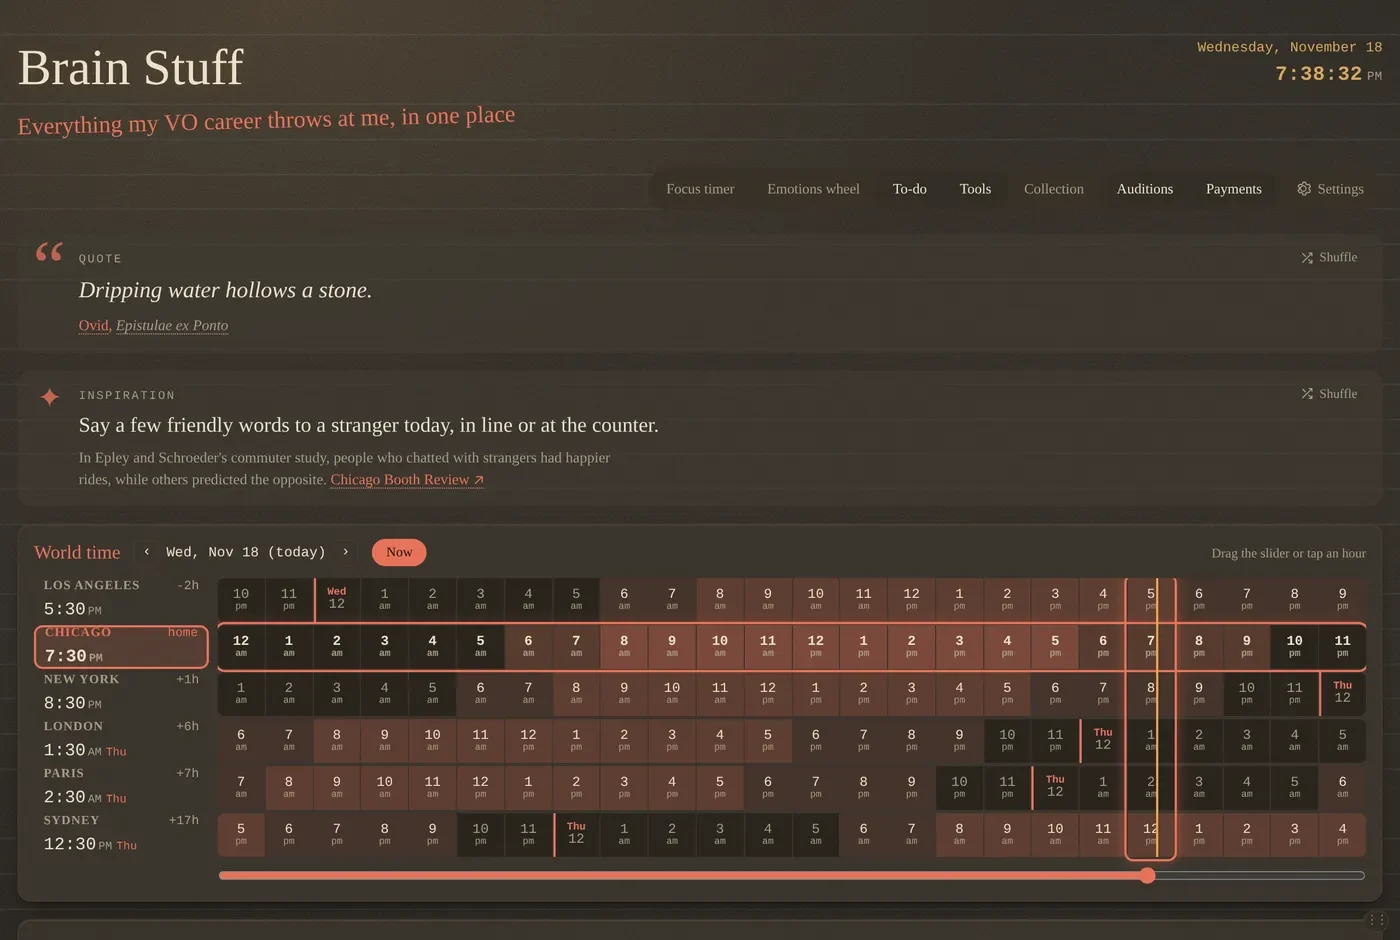 Brain Stuff
Everything my VO career throws at me, in one place
Wednesday, November 18
7:38:32 PM
Focus timer Emotions wheel To-do Tools Collection Auditions Payments Settings
“ QUOTE
Shuffle
Dripping water hollows a stone.
Ovid, Epistulae ex Ponto
INSPIRATION
Shuffle
Say a few friendly words to a stranger today, in line or at the counter.
In Epley and Schroeder's commuter study, people who chatted with strangers had happier
rides, while others predicted the opposite. Chicago Booth Review ↗
World time ‹ Wed, Nov 18 (today) › Now
Drag the slider or tap an hour
LOS ANGELES -2h
5:30 PM
10 pm 11 pm Wed 12 1 am 2 am 3 am 4 am 5 am 6 am 7 am 8 am 9 am 10 am 11 am 12 pm 1 pm 2 pm 3 pm 4 pm 5 pm 6 pm 7 pm 8 pm 9 pm
CHICAGO home
7:30 PM
12 am 1 am 2 am 3 am 4 am 5 am 6 am 7 am 8 am 9 am 10 am 11 am 12 pm 1 pm 2 pm 3 pm 4 pm 5 pm 6 pm 7 pm 8 pm 9 pm 10 pm 11 pm
NEW YORK +1h
8:30 PM
1 am 2 am 3 am 4 am 5 am 6 am 7 am 8 am 9 am 10 am 11 am 12 pm 1 pm 2 pm 3 pm 4 pm 5 pm 6 pm 7 pm 8 pm 9 pm 10 pm 11 pm Thu 12
LONDON +6h
1:30 AM Thu
6 am 7 am 8 am 9 am 10 am 11 am 12 pm 1 pm 2 pm 3 pm 4 pm 5 pm 6 pm 7 pm 8 pm 9 pm 10 pm 11 pm Thu 12 1 am 2 am 3 am 4 am 5 am
PARIS +7h
2:30 AM Thu
7 am 8 am 9 am 10 am 11 am 12 pm 1 pm 2 pm 3 pm 4 pm 5 pm 6 pm 7 pm 8 pm 9 pm 10 pm 11 pm Thu 12 1 am 2 am 3 am 4 am 5 am 6 am
SYDNEY +17h
12:30 PM Thu
5 pm 6 pm 7 pm 8 pm 9 pm 10 pm 11 pm Thu 12 1 am 2 am 3 am 4 am 5 am 6 am 7 am 8 am 9 am 10 am 11 am 12 pm 1 pm 2 pm 3 pm 4 pm